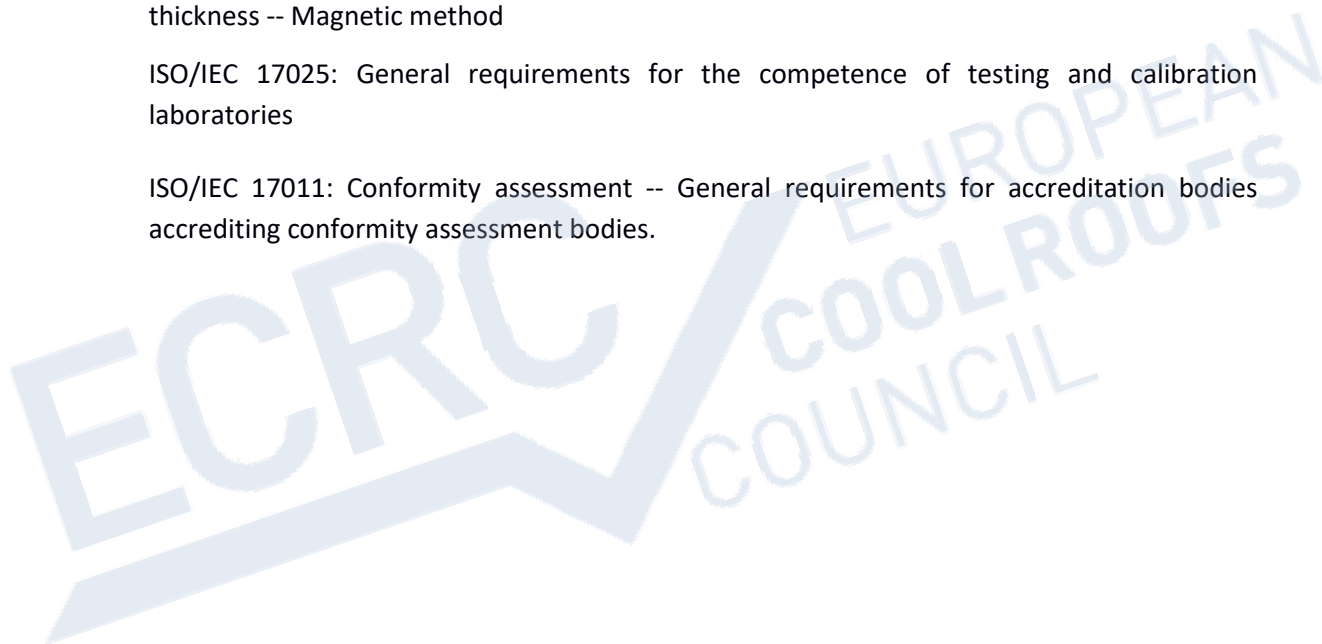 thickness -- Magnetic method
ISO/IEC 17025: General requirements for the competence of testing and calibration
laboratories
ISO/IEC 17011: Conformity assessment -- General requirements for accreditation bodies
accrediting conformity assessment bodies.
ECRC
EUROPEAN
COOL ROOFS
COUNCIL